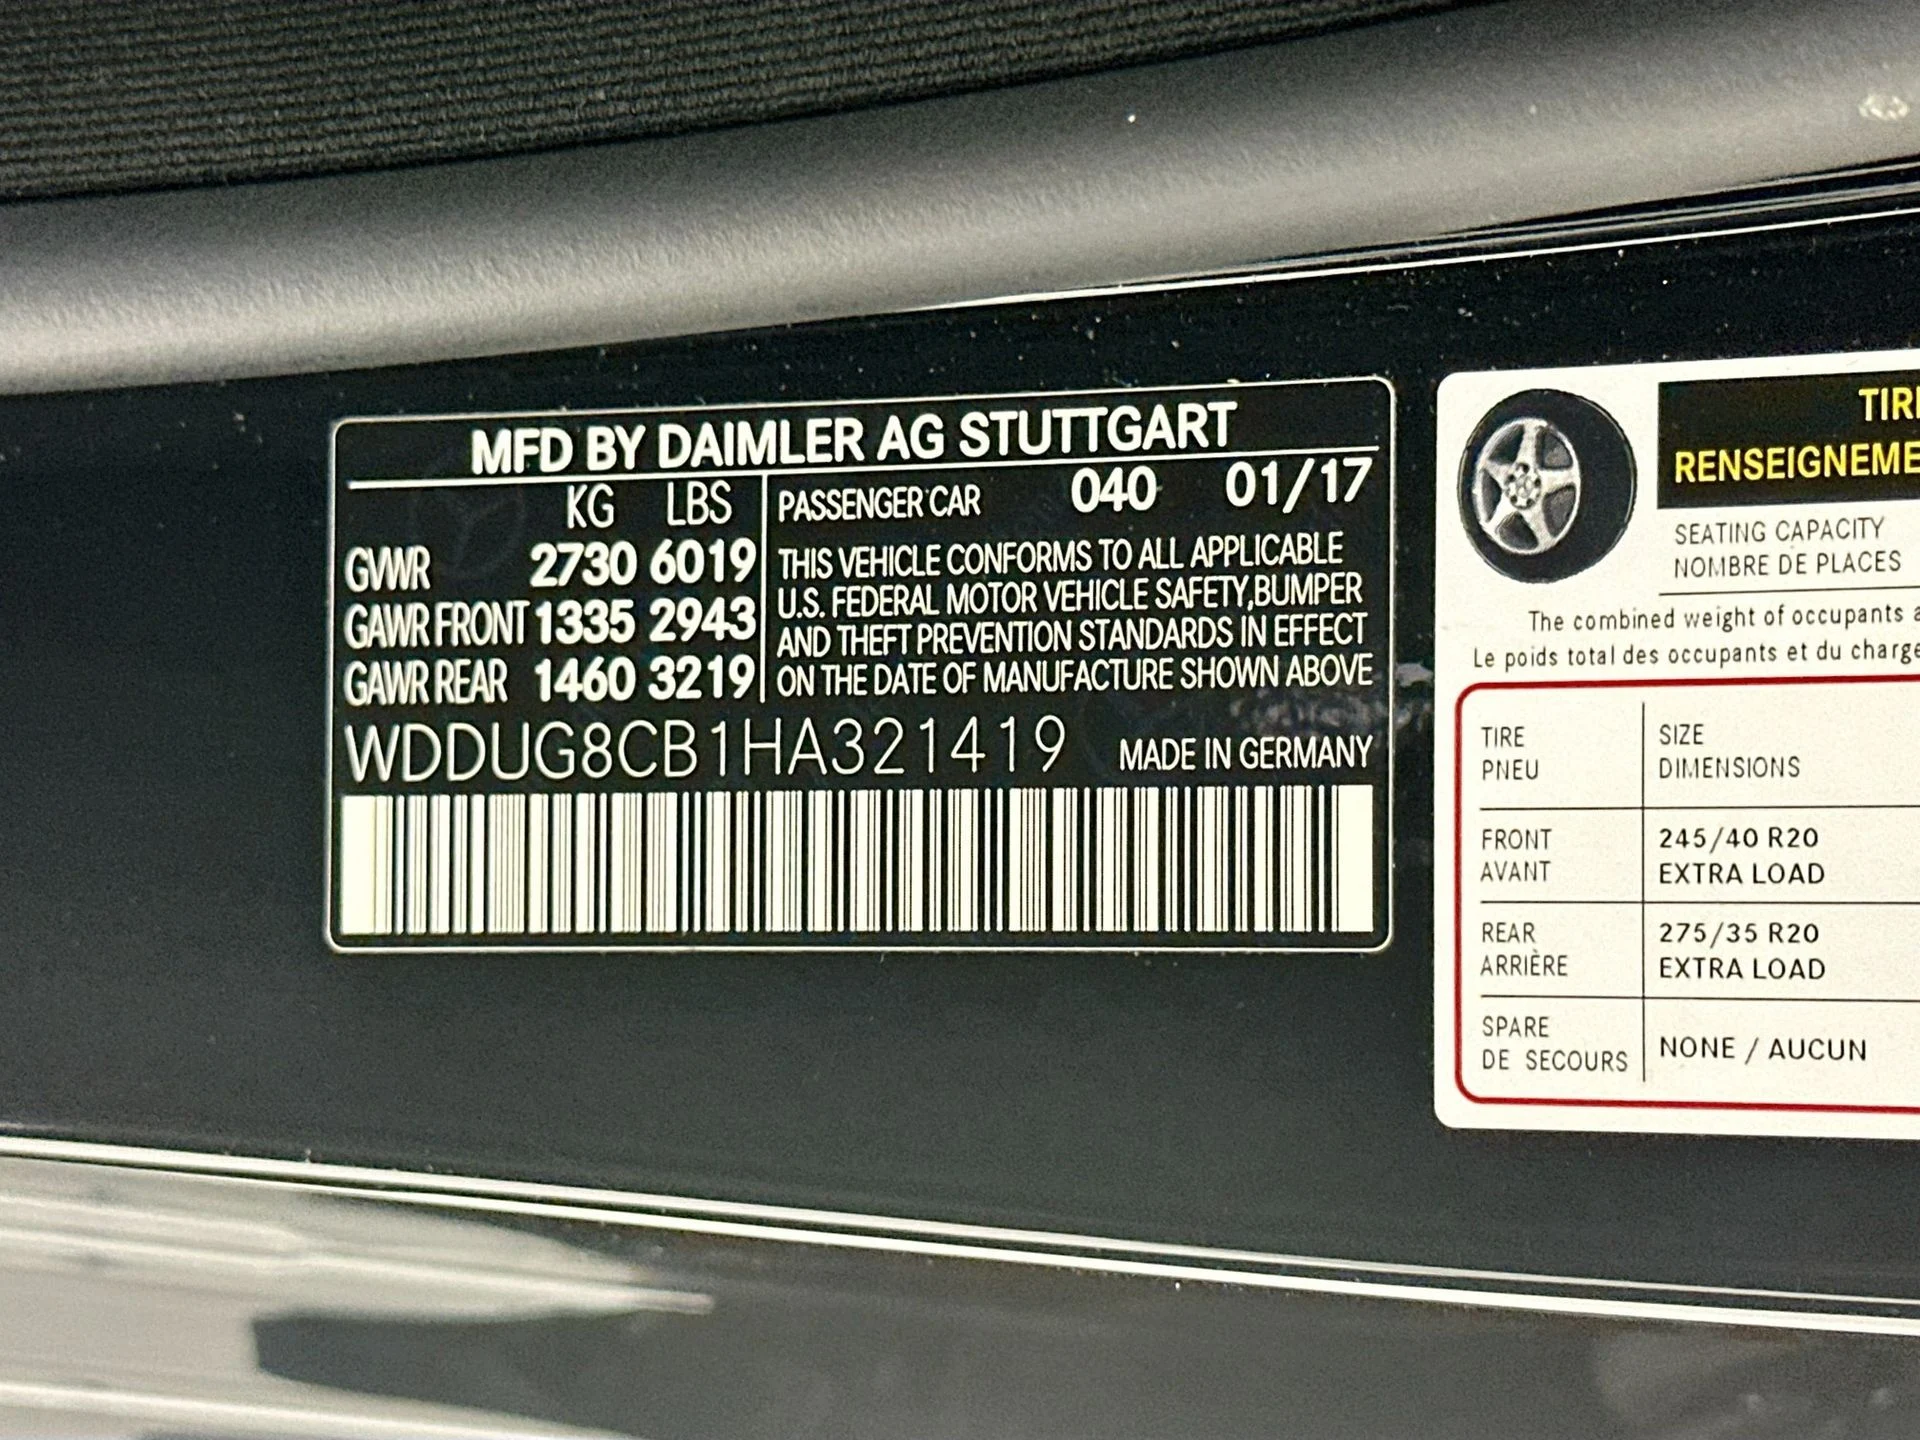 MFD BY DAIMLER AG STUTTGART
KG LBS
GVWR 2730 6019
GAWR FRONT 1335 2943
GAWR REAR 1460 3219
PASSENGER CAR 040 01/17
THIS VEHICLE CONFORMS TO ALL APPLICABLE
U.S. FEDERAL MOTOR VEHICLE SAFETY,BUMPER
AND THEFT PREVENTION STANDARDS IN EFFECT
ON THE DATE OF MANUFACTURE SHOWN ABOVE
WDDUG8CB1HA321419 MADE IN GERMANY
TIR
RENSEIGNEME
SEATING CAPACITY
NOMBRE DE PLACES
The combined weight of occupants a
Le poids total des occupants et du charge
TIRE SIZE
PNEU DIMENSIONS
FRONT 245/40 R20
AVANT EXTRA LOAD
REAR 275/35 R20
ARRIÈRE EXTRA LOAD
SPARE
DE SECOURS NONE / AUCUN